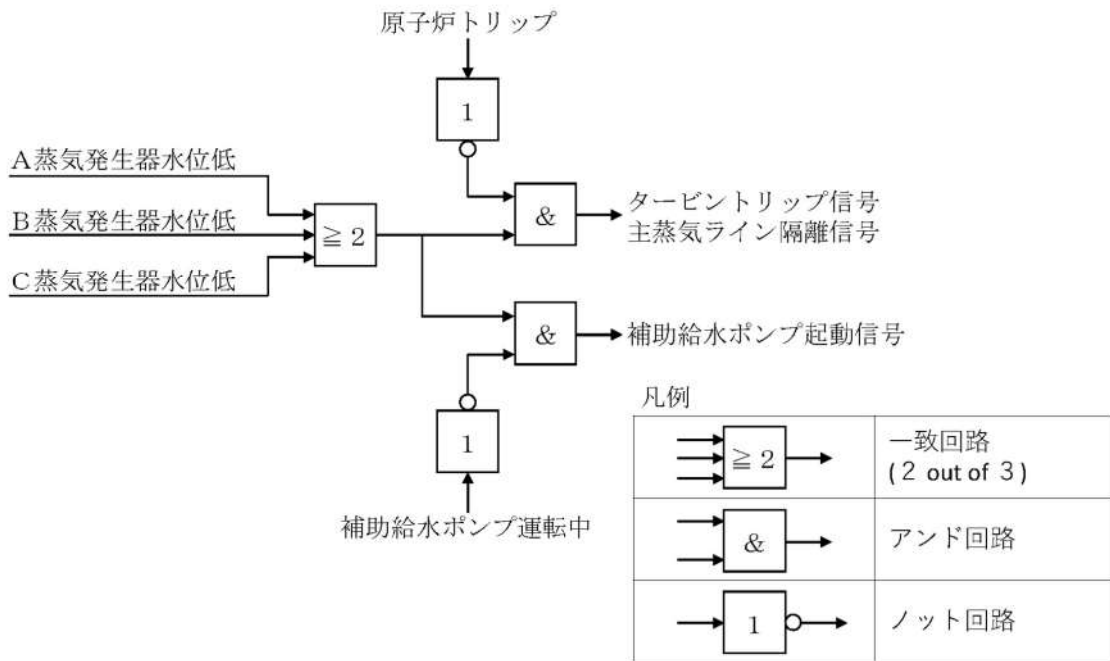 原子炉トリップ
1
A蒸気発生器水位低
B蒸気発生器水位低
C蒸気発生器水位低
≧2
&
タービントリップ信号
主蒸気ライン隔離信号
&
補助給水ポンプ起動信号
1
補助給水ポンプ運転中
凡例
≧2
一致回路
(2 out of 3)
&
アンド回路
1
ノット回路